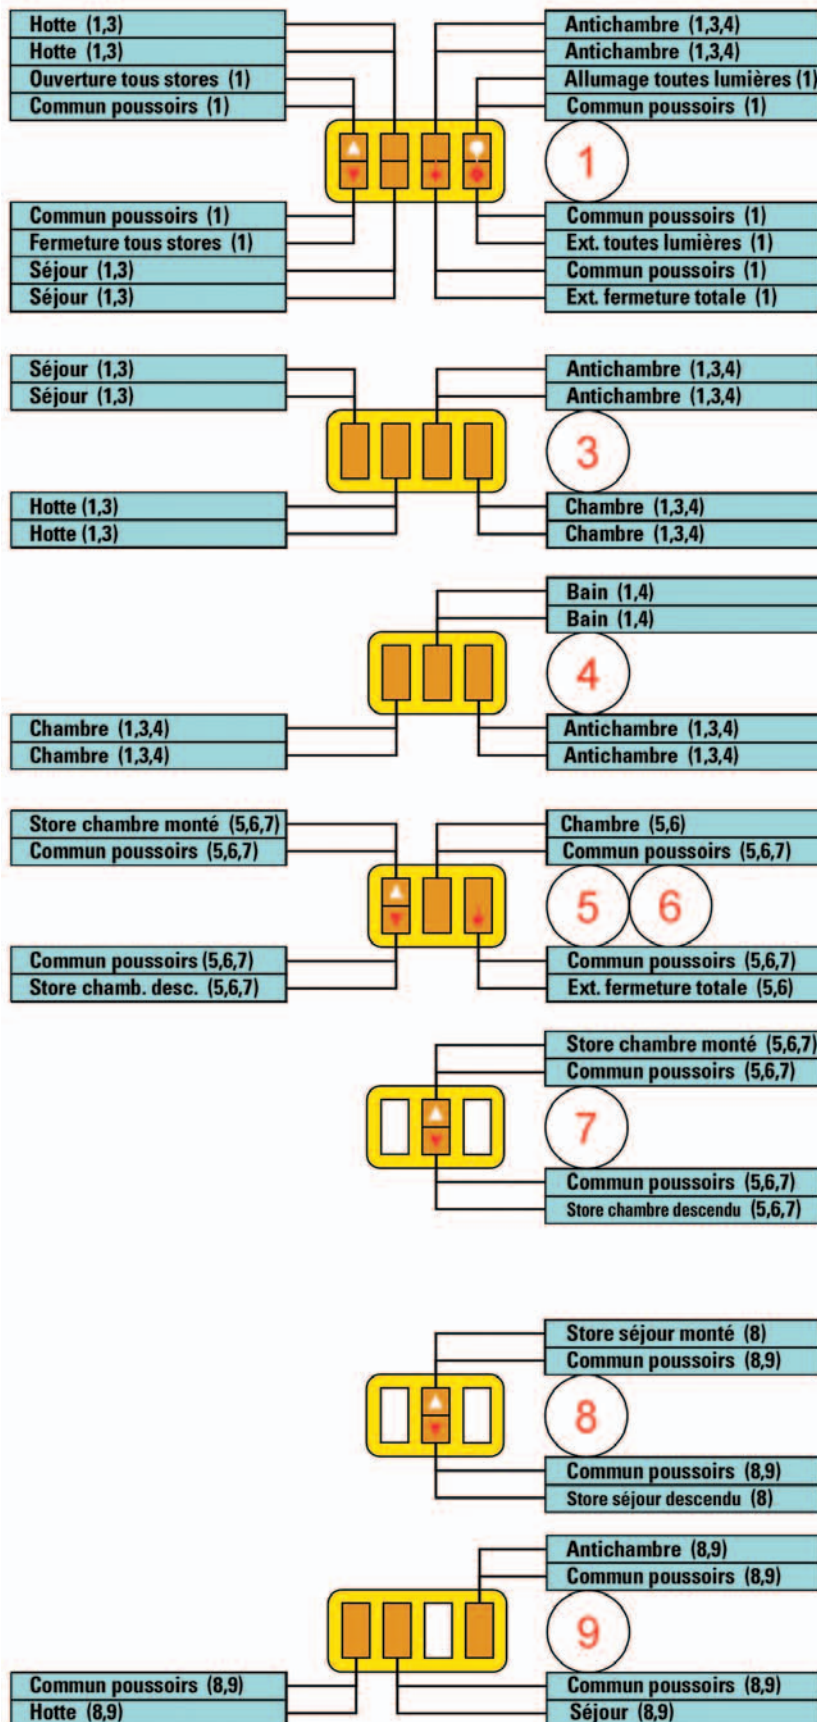 Hotte (1,3)
Hotte (1,3)
Ouverture tous stores (1)
Commun poussoirs (1)
Antichambre (1,3,4)
Antichambre (1,3,4)
Allumage toutes lumières (1)
Commun poussoirs (1)
1
Commun poussoirs (1)
Fermeture tous stores (1)
Séjour (1,3)
Séjour (1,3)
Commun poussoirs (1)
Ext. toutes lumières (1)
Commun poussoirs (1)
Ext. fermeture totale (1)
Séjour (1,3)
Séjour (1,3)
Antichambre (1,3,4)
Antichambre (1,3,4)
3
Hotte (1,3)
Hotte (1,3)
Chambre (1,3,4)
Chambre (1,3,4)
Bain (1,4)
Bain (1,4)
4
Chambre (1,3,4)
Chambre (1,3,4)
Antichambre (1,3,4)
Antichambre (1,3,4)
Store chambre monté (5,6,7)
Commun poussoirs (5,6,7)
Chambre (5,6)
Commun poussoirs (5,6,7)
5 6
Commun poussoirs (5,6,7)
Store chamb. desc. (5,6,7)
Commun poussoirs (5,6,7)
Ext. fermeture totale (5,6)
Store chambre monté (5,6,7)
Commun poussoirs (5,6,7)
7
Commun poussoirs (5,6,7)
Store chambre descendu (5,6,7)
Store séjour monté (8)
Commun poussoirs (8,9)
8
Commun poussoirs (8,9)
Store séjour descendu (8)
Antichambre (8,9)
Commun poussoirs (8,9)
9
Commun poussoirs (8,9)
Hotte (8,9)
Commun poussoirs (8,9)
Séjour (8,9)